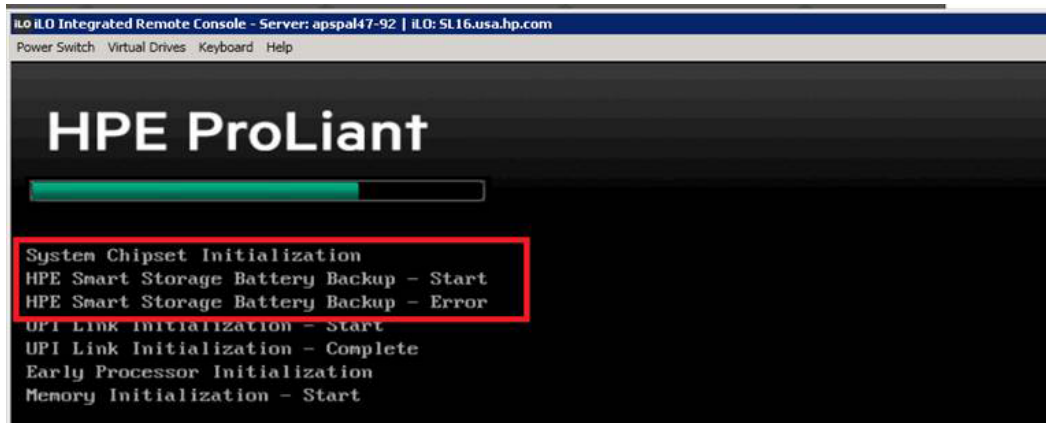 iLO iLO Integrated Remote Console - Server: apspal47-92 | iLO: SL16.usa.hp.com
Power Switch Virtual Drives Keyboard Help
HPE ProLiant
System Chipset Initialization
HPE Smart Storage Battery Backup - Start
HPE Smart Storage Battery Backup - Error
UPI Link Initialization - Start
UPI Link Initialization - Complete
Early Processor Initialization
Memory Initialization - Start